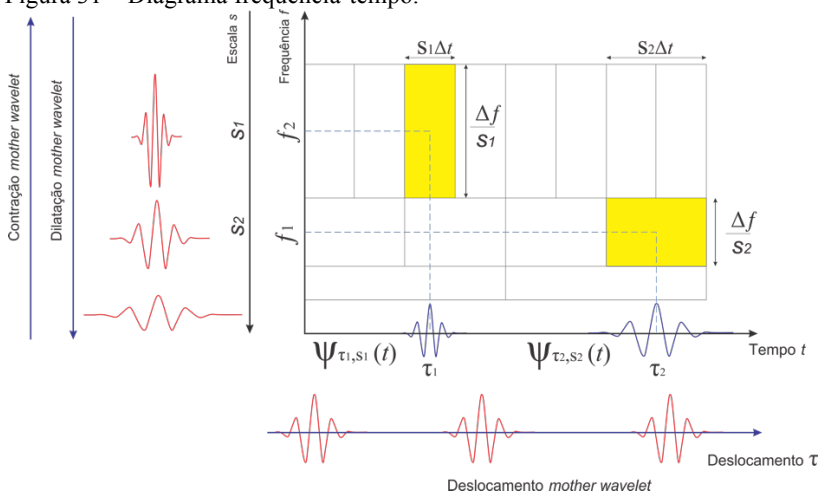 Figura 31 – Diagrama frequência-tempo.
Contração mother wavelet
Dilatação mother wavelet
Escala s
S1
S2
Frequência f
f2
f1
S1Δt
S2Δt
Δf
S1
Δf
S2
Ψτ1,s1(t)
τ1
Ψτ2,s2(t)
τ2
Tempo t
Deslocamento τ
Deslocamento mother wavelet